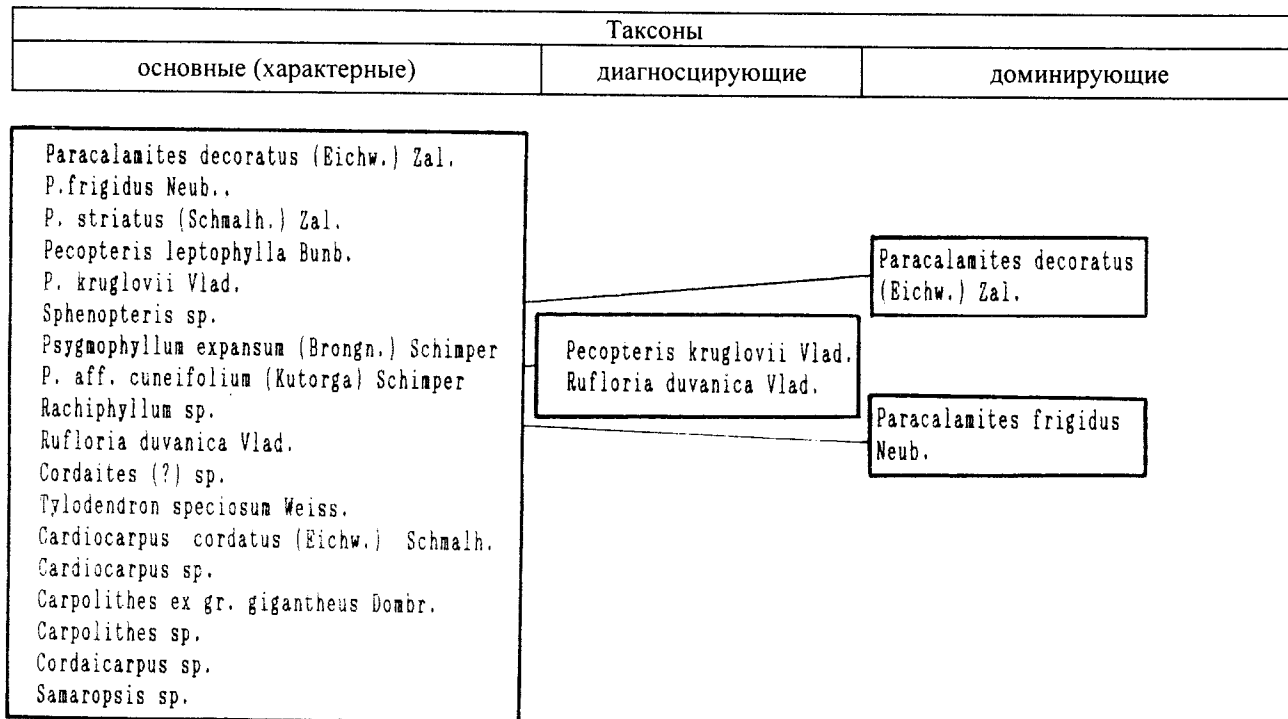 Таксоны
основные (характерные)
диагносцирующие
доминирующие
Paracalamites decoratus (Eichw.) Zal.
P.frigidus Neub..
P. striatus (Schmalh.) Zal.
Pecopteris leptophylla Bunb.
P. kruglovii Vlad.
Sphenopteris sp.
Psygmophyllum expansum (Brongn.) Schimper
P. aff. cuneifolium (Kutorga) Schimper
Rachiphyllum sp.
Rufloria duvanica Vlad.
Cordaites (?) sp.
Tylodendron speciosum Weiss.
Cardiocarpus cordatus (Eichw.) Schmalh.
Cardiocarpus sp.
Carpolithes ex gr. gigantheus Dombr.
Carpolithes sp.
Cordaicarpus sp.
Samaropsis sp.
Pecopteris kruglovii Vlad.
Rufloria duvanica Vlad.
Paracalamites decoratus
(Eichw.) Zal.
Paracalamites frigidus
Neub.